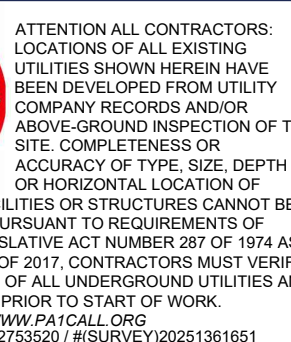 ATTENTION ALL CONTRACTORS:
LOCATIONS OF ALL EXISTING
UTILITIES SHOWN HEREIN HAVE
BEEN DEVELOPED FROM UTILITY
COMPANY RECORDS AND/OR
ABOVE-GROUND INSPECTION OF T
SITE. COMPLETENESS OR
ACCURACY OF TYPE, SIZE, DEPTH
OR HORIZONTAL LOCATION OF
ILITIES OR STRUCTURES CANNOT BE
URSUANT TO REQUIREMENTS OF
ISLATIVE ACT NUMBER 287 OF 1974 AS
OF 2017, CONTRACTORS MUST VERIF
OF ALL UNDERGROUND UTILITIES A
PRIOR TO START OF WORK.
WWW.PA1CALL.ORG
2753520 / #(SURVEY)20251361651